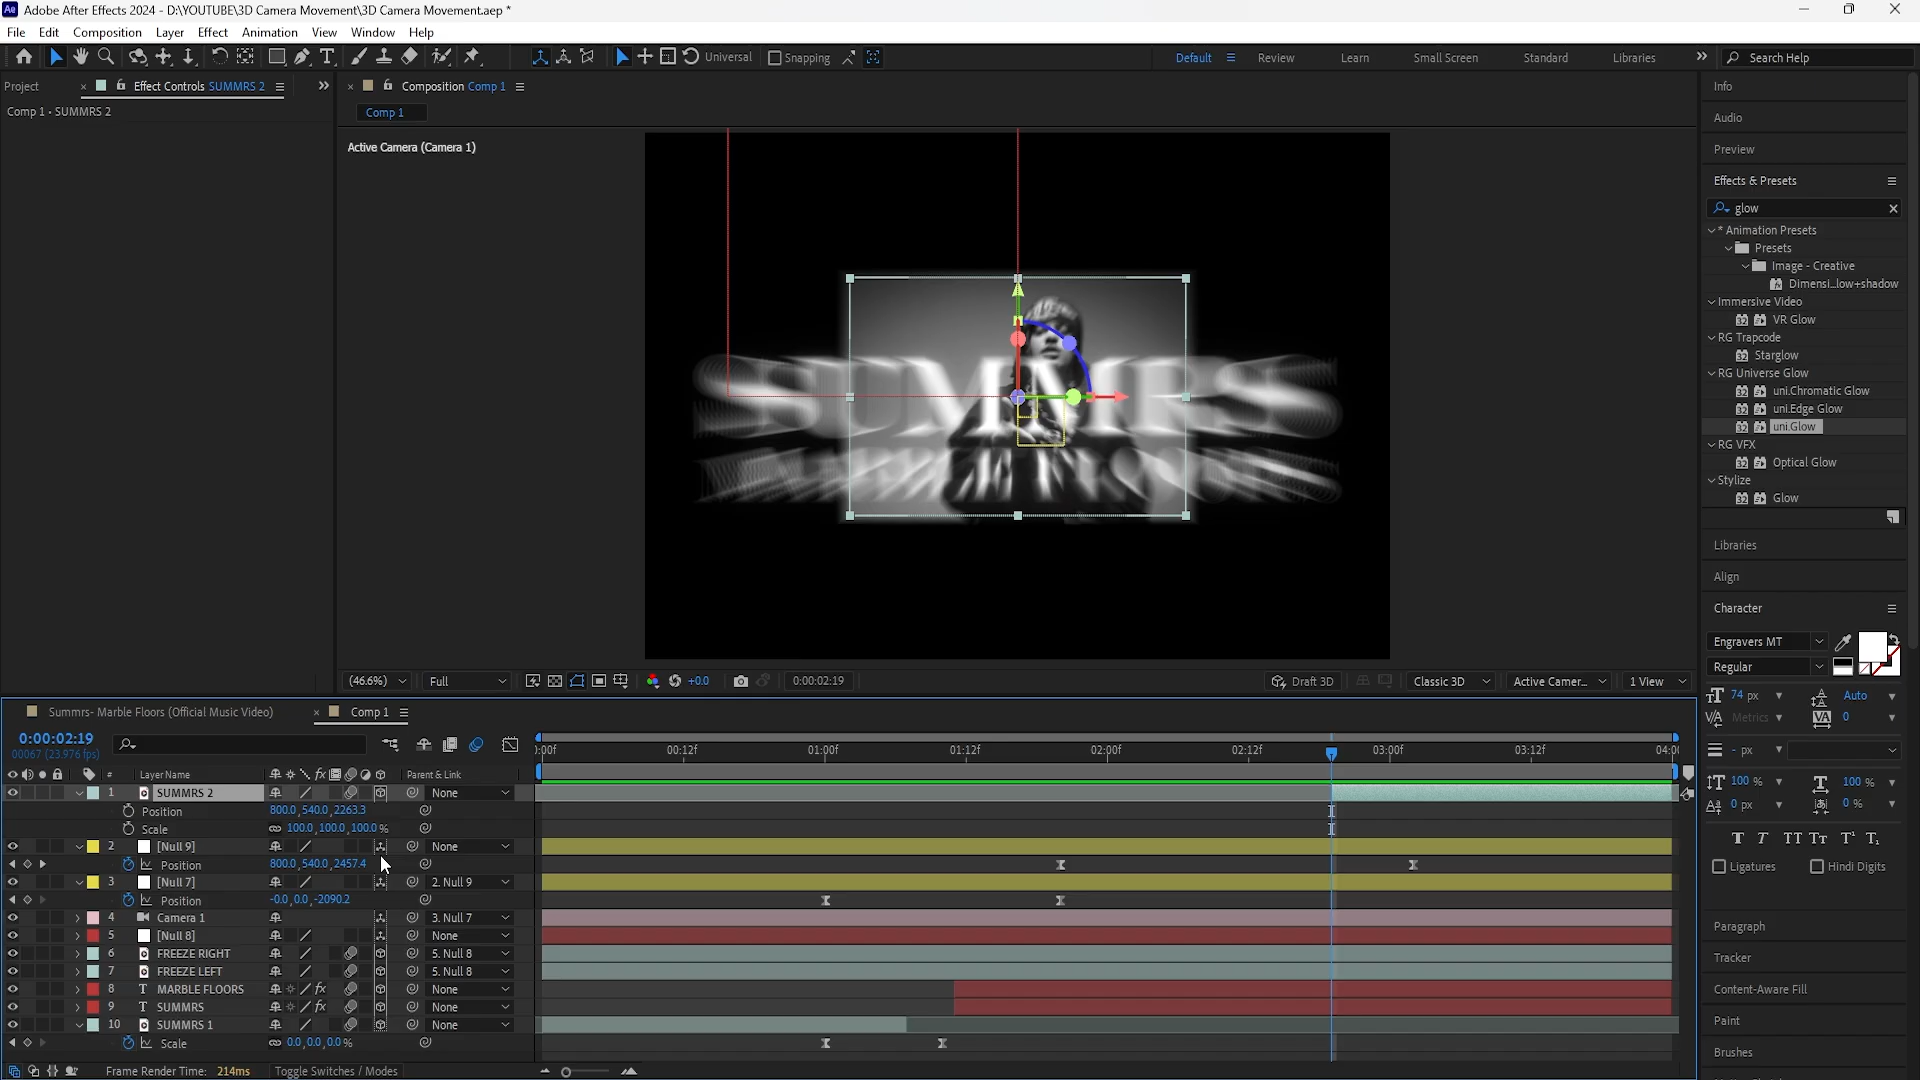 Ae Adobe After Effects 2024 - D:\YOUTUBE\3D Camera Movement\3D Camera Movement.aep *
File Edit Composition Layer Effect Animation View Window Help
Universal Snapping Default Review Learn Small Screen Standard Libraries Search Help
Project Effect Controls SUMMRS 2 Composition Comp 1
Comp 1 • SUMMRS 2
Comp 1
Active Camera (Camera 1)
SUMMRS
MARBLE FLOORS
(46.6%) Full +0.0 0:00:02:19 Draft 3D Classic 3D Active Camer... 1 View
Info
Audio
Preview
Effects & Presets
glow
* Animation Presets
Presets
Image - Creative
Dimensi...low+shadow
Immersive Video
VR Glow
RG Trapcode
Starglow
RG Universe Glow
uni.Chromatic Glow
uni.Edge Glow
uni.Glow
RG VFX
Optical Glow
Stylize
Glow
Libraries
Align
Character
Engravers MT
Regular
74 px Auto
Metrics 0
- px
100 % 100 %
0 px 0 %
T T TT Tt T¹ T₁
Ligatures Hindi Digits
Paragraph
Tracker
Content-Aware Fill
Paint
Brushes
Summrs- Marble Floors (Official Music Video) Comp 1
0:00:02:19
00067 (23.976 fps)
):00f 00:12f 01:00f 01:12f 02:00f 02:12f 03:00f 03:12f 04:0
# Layer Name Parent & Link
1 SUMMRS 2 None
Position 800.0,540.0,2263.3
Scale 100.0,100.0,100.0%
2 [Null 9] None
Position 800.0,540.0,2457.4
3 [Null 7] 2. Null 9
Position -0.0,0.0,-2090.2
4 Camera 1 3. Null 7
5 [Null 8] None
6 FREEZE RIGHT 5. Null 8
7 FREEZE LEFT 5. Null 8
8 T MARBLE FLOORS fx None
9 T SUMMRS fx None
10 SUMMRS 1 None
Scale 0.0,0.0,0.0%
Frame Render Time: 214ms Toggle Switches / Modes